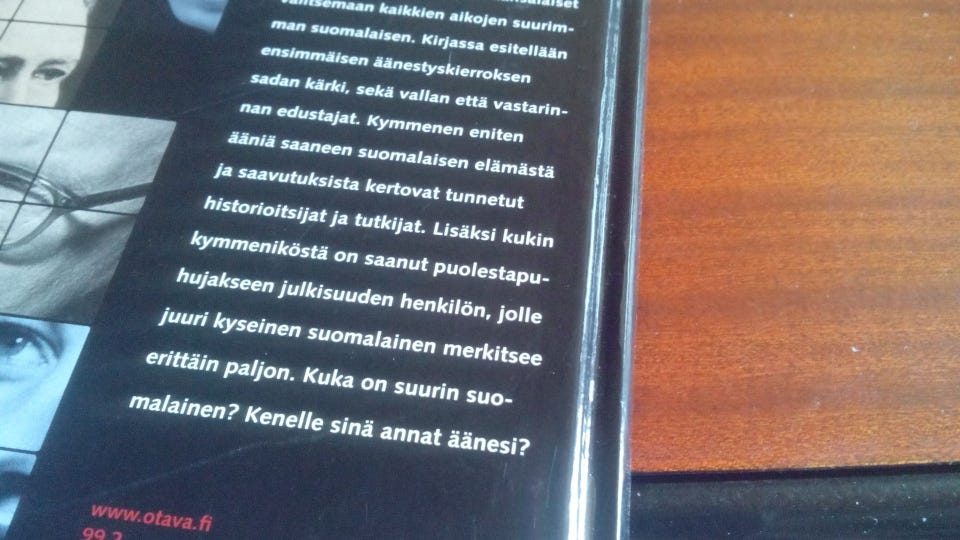 valitsemaan kaikkien aikojen suurim-
man suomalaisen. Kirjassa esitellään
ensimmäisen äänestyskierroksen
sadan kärki, sekä vallan että vastarin-
nan edustajat. Kymmenen eniten
ääniä saaneen suomalaisen elämästä
ja saavutuksista kertovat tunnetut
historioitsijat ja tutkijat. Lisäksi kukin
kymmeniköstä on saanut puolestapu-
hujakseen julkisuuden henkilön, jolle
juuri kyseinen suomalainen merkitsee
erittäin paljon. Kuka on suurin suo-
malainen? Kenelle sinä annat äänesi?
www.otava.fi
99.2